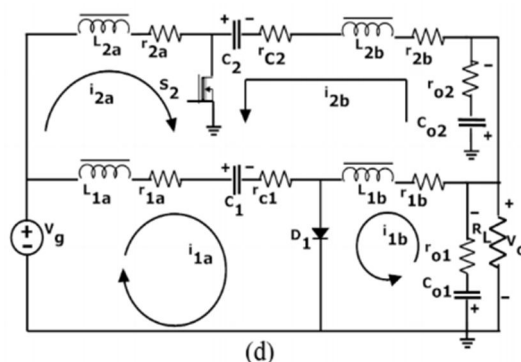 L2a r2a C2 rC2 L2b r2b
S2
i2a i2b
ro2
Co2
L1a r1a C1 rc1 L1b r1b
Vg
i1a
D1
i1b
ro1
RL
Co1
(d)